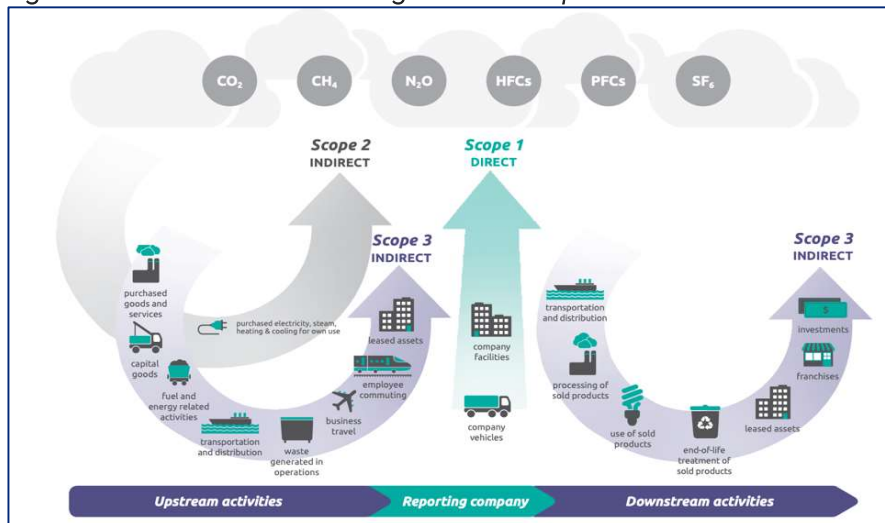 CO₂
CH₄
N₂O
HFCs
PFCs
SF₆
Scope 2
INDIRECT
Scope 1
DIRECT
Scope 3
INDIRECT
Scope 3
INDIRECT
purchased
goods and
services
capital
goods
fuel and
energy related
activities
transportation
and distribution
waste
generated in
operations
business
travel
employee
commuting
leased assets
purchased electricity, steam,
heating & cooling for own use
company
facilities
company
vehicles
transportation
and distribution
processing of
sold products
use of sold
products
end-of-life
treatment of
sold products
leased assets
franchises
$
investments
Upstream activities
Reporting company
Downstream activities